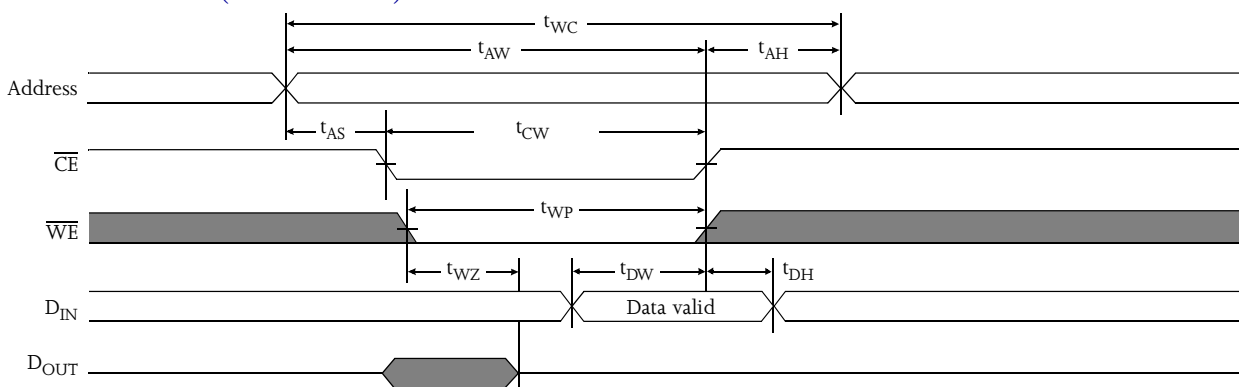 tWC
tAW
tAH
Address
tAS
tCW
CE
tWP
WE
tWZ
tDW
tDH
DIN
Data valid
DOUT